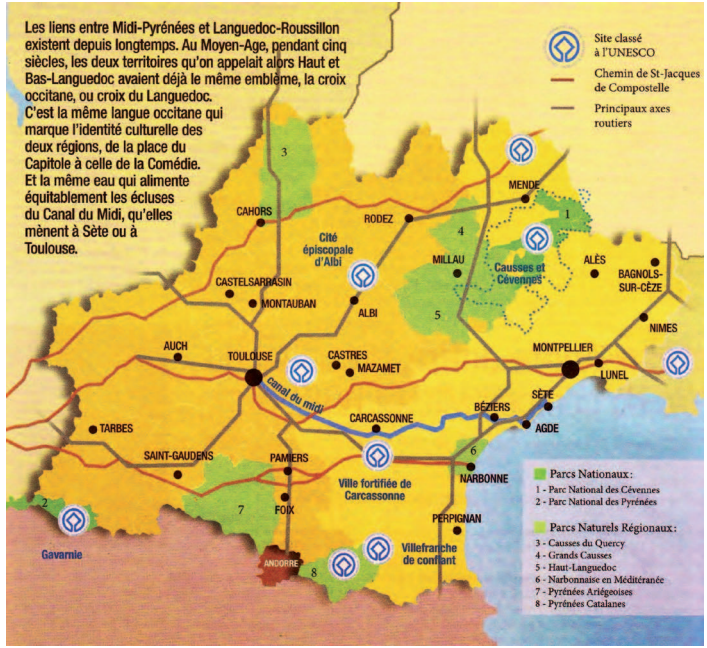 Les liens entre Midi-Pyrénées et Languedoc-Roussillon
existent depuis longtemps. Au Moyen-Age, pendant cinq
siècles, les deux territoires qu'on appelait alors Haut et
Bas-Languedoc avaient déjà le même emblème, la croix
occitane, ou croix du Languedoc.
C'est la même langue occitane qui
marque l'identité culturelle des
deux régions, de la place du
Capitole à celle de la Comédie.
Et la même eau qui alimente
équitablement les écluses
du Canal du Midi, qu'elles
mènent à Sète ou à
Toulouse.
Site classé
à l'UNESCO
Chemin de St-Jacques
de Compostelle
Principaux axes
routiers
3
MENDE
1
CAHORS
RODEZ
4
Cité
épiscopale
d'Albi
MILLAU
Causses et
Cévennes
ALÈS
BAGNOLS-
SUR-CÈZE
CASTELSARRASIN
MONTAUBAN
ALBI
5
NIMES
AUCH
TOULOUSE
CASTRES
MAZAMET
MONTPELLIER
LUNEL
canal du midi
CARCASSONNE
BÉZIERS
SÈTE
AGDE
TARBES
SAINT-GAUDENS
PAMIERS
Ville fortifiée de
Carcassonne
6
NARBONNE
2
Gavarnie
7
FOIX
PERPIGNAN
ANDORRE
8
Villefranche
de conflant
Parcs Nationaux :
1 - Parc National des Cévennes
2 - Parc National des Pyrénées
Parcs Naturels Régionaux :
3 - Causses du Quercy
4 - Grands Causses
5 - Haut-Languedoc
6 - Narbonnaise en Méditéranée
7 - Pyrénées Ariégeoises
8 - Pyrénées Catalanes